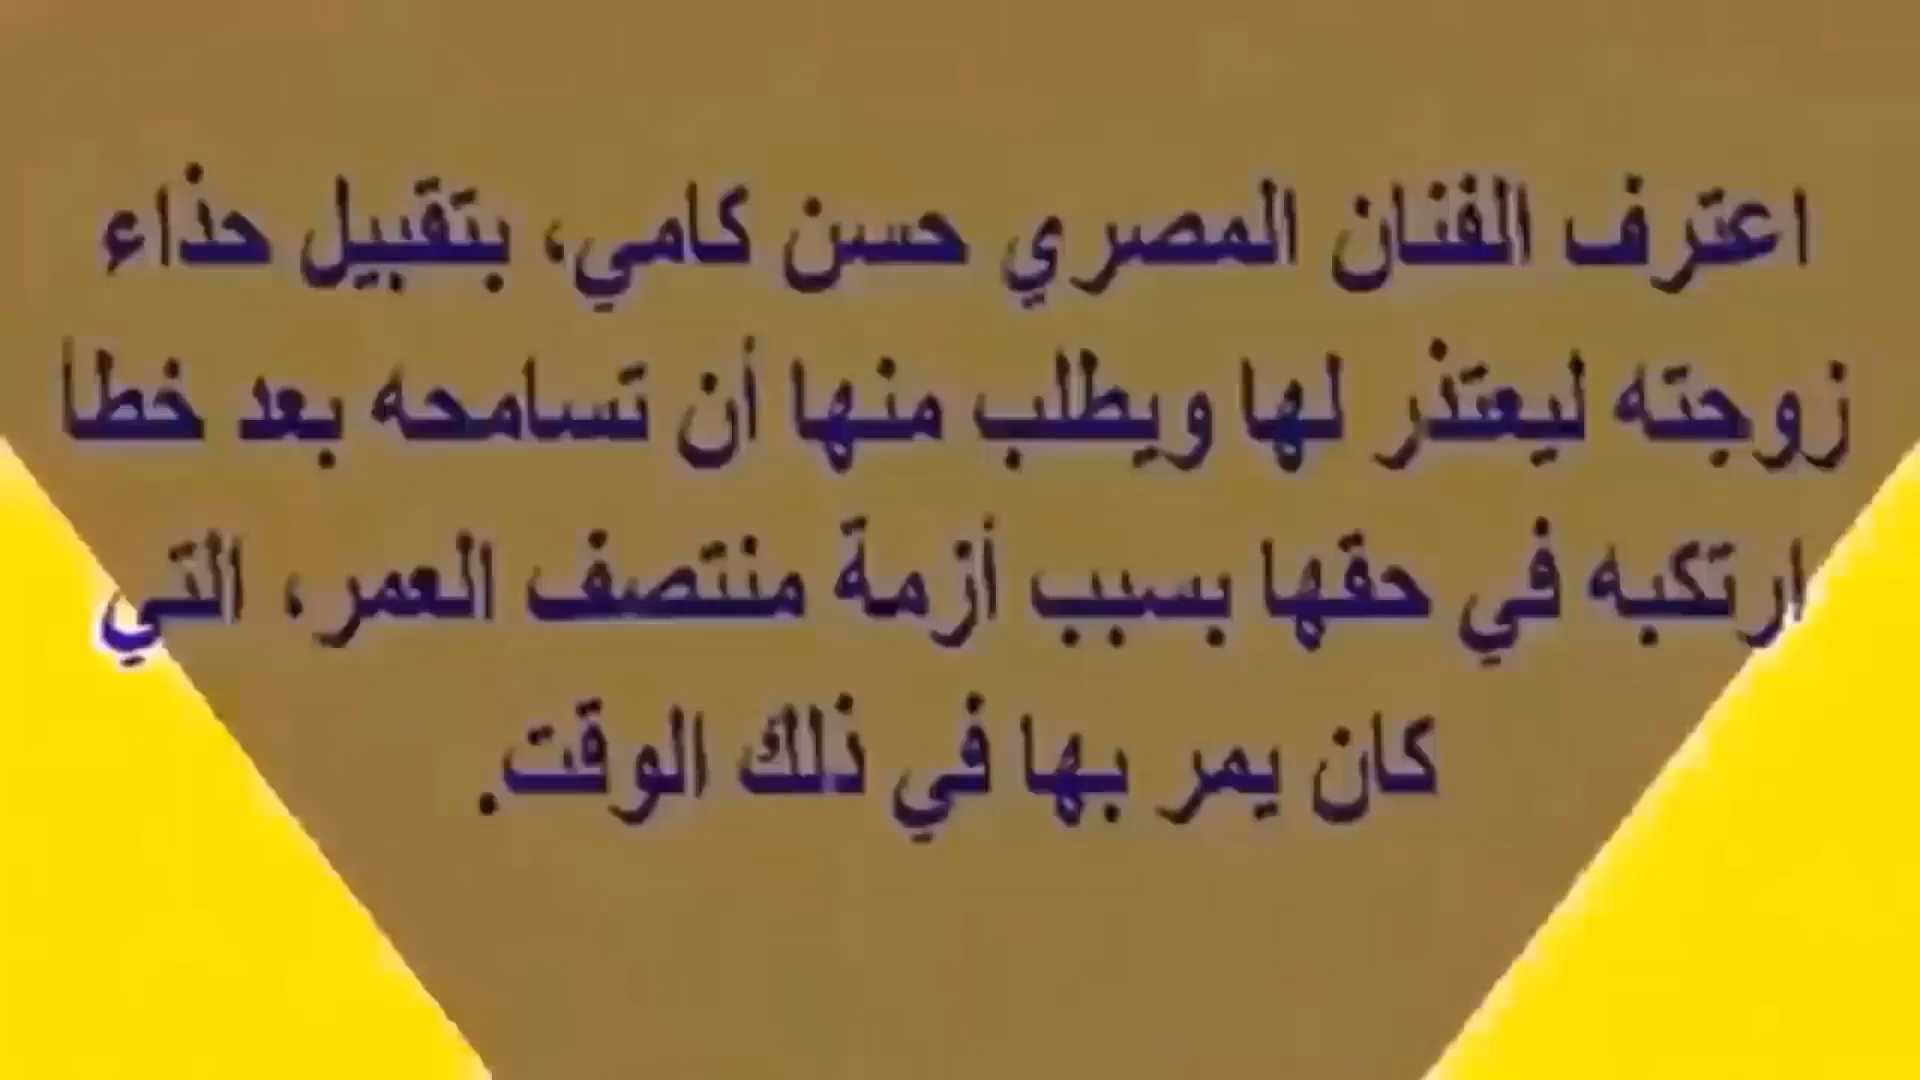 اعترف الفنان المصري حسن كامي، بتقبيل حذاء
زوجته ليعتذر لها ويطلب منها أن تسامحه بعد خطأ
ارتكبه في حقها بسبب أزمة منتصف العمر، التي
كان يمر بها في ذلك الوقت.